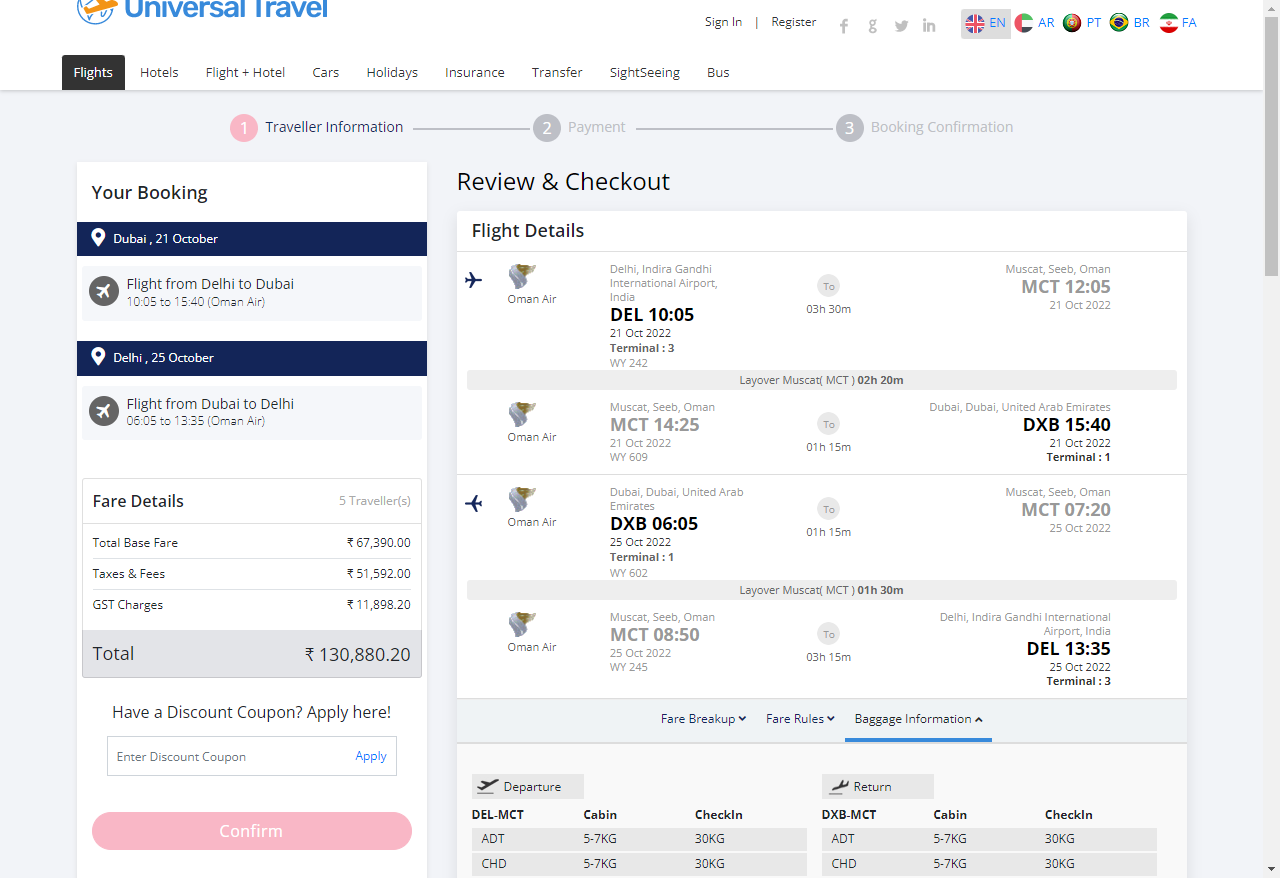 Universal Travel
Sign In | Register
EN AR PT BR FA
Flights Hotels Flight + Hotel Cars Holidays Insurance Transfer SightSeeing Bus
1 Traveller Information 2 Payment 3 Booking Confirmation
Your Booking
Dubai , 21 October
Flight from Delhi to Dubai
10:05 to 15:40 (Oman Air)
Delhi , 25 October
Flight from Dubai to Delhi
06:05 to 13:35 (Oman Air)
Fare Details 5 Traveller(s)
Total Base Fare ₹ 67,390.00
Taxes & Fees ₹ 51,592.00
GST Charges ₹ 11,898.20
Total ₹ 130,880.20
Have a Discount Coupon? Apply here!
Enter Discount Coupon Apply
Confirm
Review & Checkout
Flight Details
Oman Air
Delhi, Indira Gandhi
International Airport,
India
DEL 10:05
21 Oct 2022
Terminal : 3
WY 242
To
03h 30m
Muscat, Seeb, Oman
MCT 12:05
21 Oct 2022
Layover Muscat( MCT ) 02h 20m
Oman Air
Muscat, Seeb, Oman
MCT 14:25
21 Oct 2022
WY 609
To
01h 15m
Dubai, Dubai, United Arab Emirates
DXB 15:40
21 Oct 2022
Terminal : 1
Oman Air
Dubai, Dubai, United Arab
Emirates
DXB 06:05
25 Oct 2022
Terminal : 1
WY 602
To
01h 15m
Muscat, Seeb, Oman
MCT 07:20
25 Oct 2022
Layover Muscat( MCT ) 01h 30m
Oman Air
Muscat, Seeb, Oman
MCT 08:50
25 Oct 2022
WY 245
To
03h 15m
Delhi, Indira Gandhi International
Airport, India
DEL 13:35
25 Oct 2022
Terminal : 3
Fare Breakup Fare Rules Baggage Information
Departure
DEL-MCT Cabin CheckIn
ADT 5-7KG 30KG
CHD 5-7KG 30KG
Return
DXB-MCT Cabin CheckIn
ADT 5-7KG 30KG
CHD 5-7KG 30KG